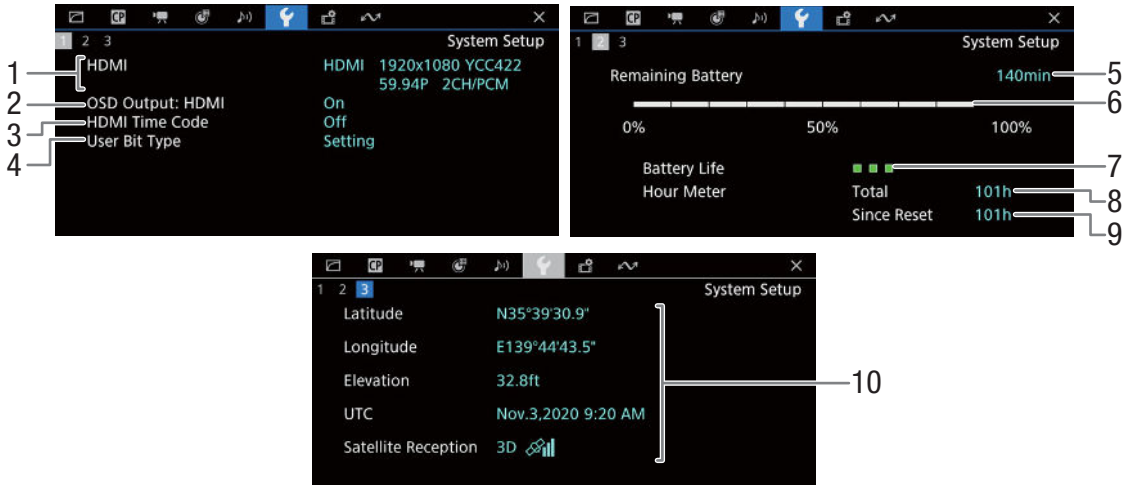 CP
1 2 3
System Setup
HDMI HDMI 1920x1080 YCC422
59.94P 2CH/PCM
OSD Output: HDMI On
HDMI Time Code Off
User Bit Type Setting
1
2
3
4
CP
1 2 3
System Setup
Remaining Battery 140min
0% 50% 100%
Battery Life
Hour Meter Total 101h
Since Reset 101h
5
6
7
8
9
CP
1 2 3
System Setup
Latitude N35°39'30.9"
Longitude E139°44'43.5"
Elevation 32.8ft
UTC Nov.3,2020 9:20 AM
Satellite Reception 3D
10